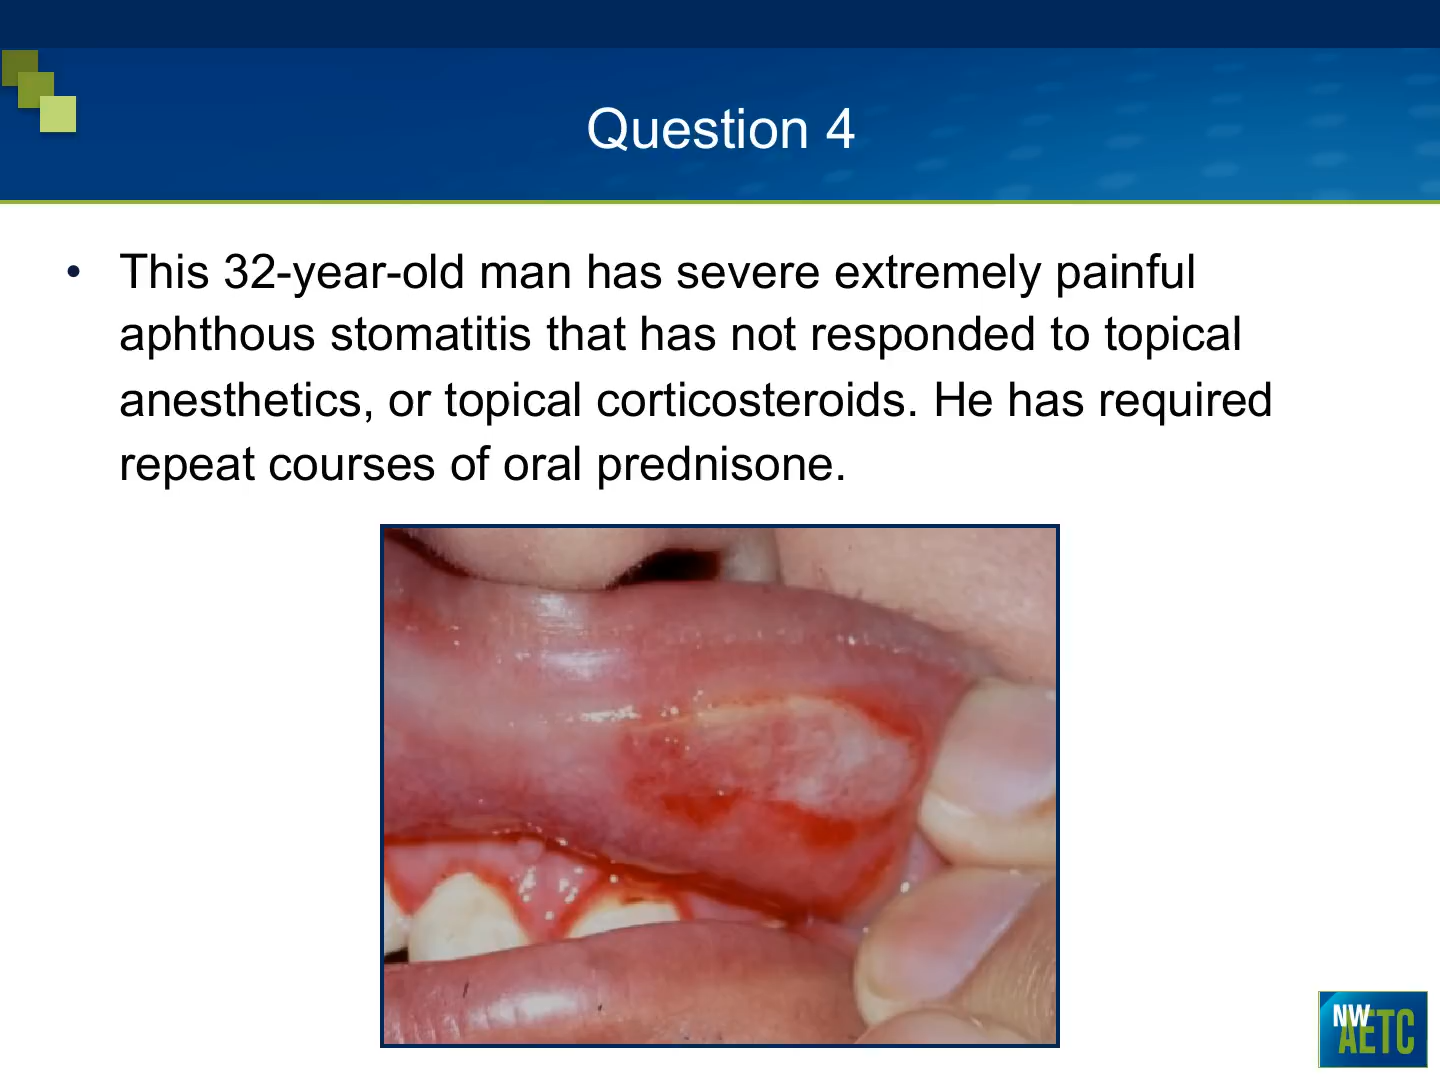 Question 4
• This 32-year-old man has severe extremely painful
aphthous stomatitis that has not responded to topical
anesthetics, or topical corticosteroids. He has required
repeat courses of oral prednisone.
NW
AETC